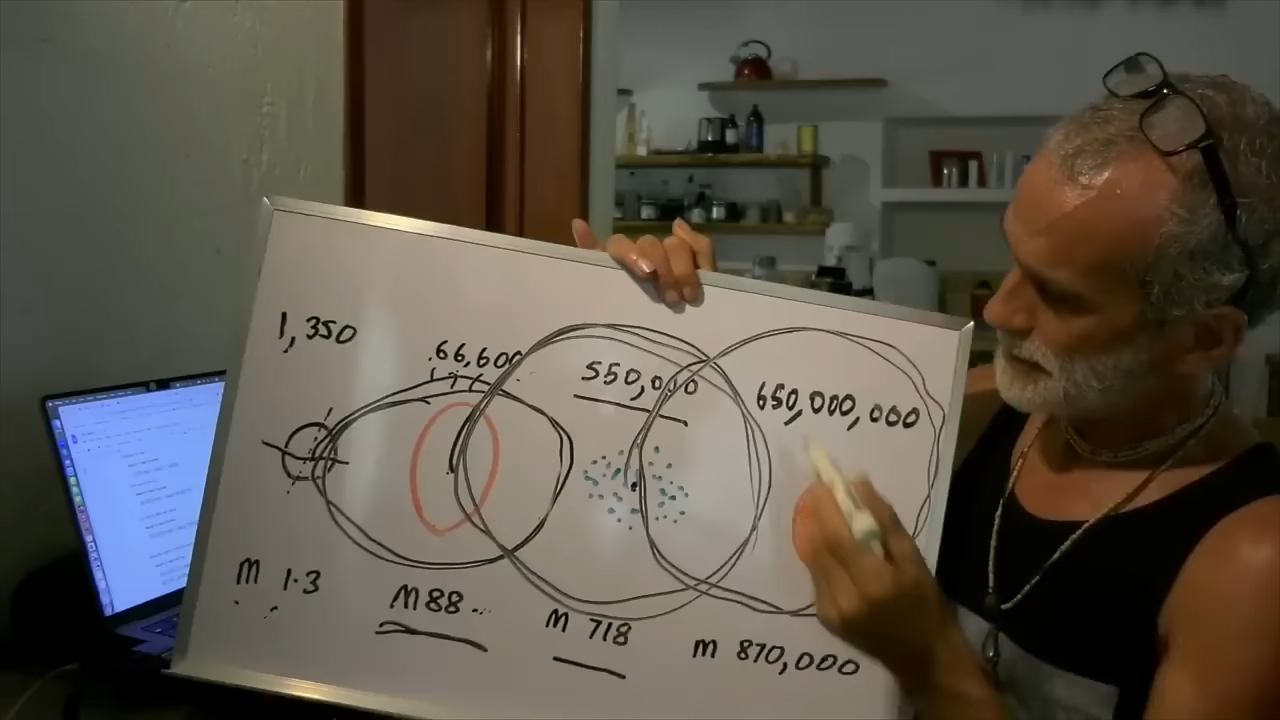 1,350
.66,600
550,000
650,000,000
M 1.3
M88..
M 718
M 870,000